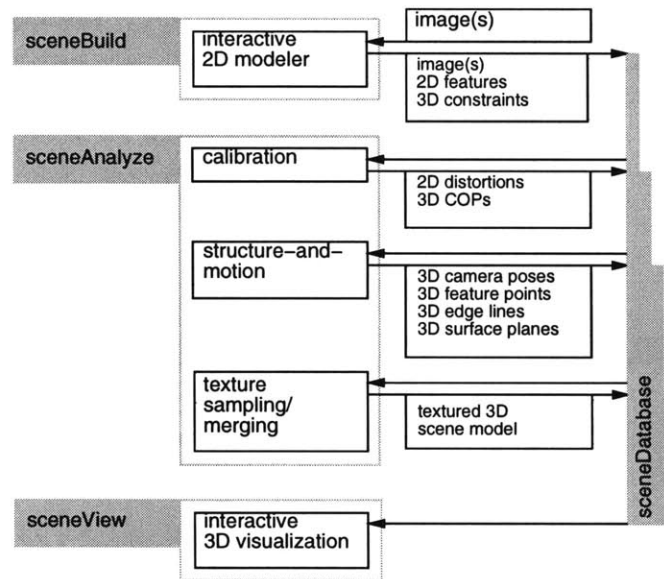 sceneBuild
interactive
2D modeler
image(s)
image(s)
2D features
3D constraints
sceneAnalyze
calibration
2D distortions
3D COPs
structure-and-
motion
3D camera poses
3D feature points
3D edge lines
3D surface planes
texture
sampling/
merging
textured 3D
scene model
sceneDatabase
sceneView
interactive
3D visualization